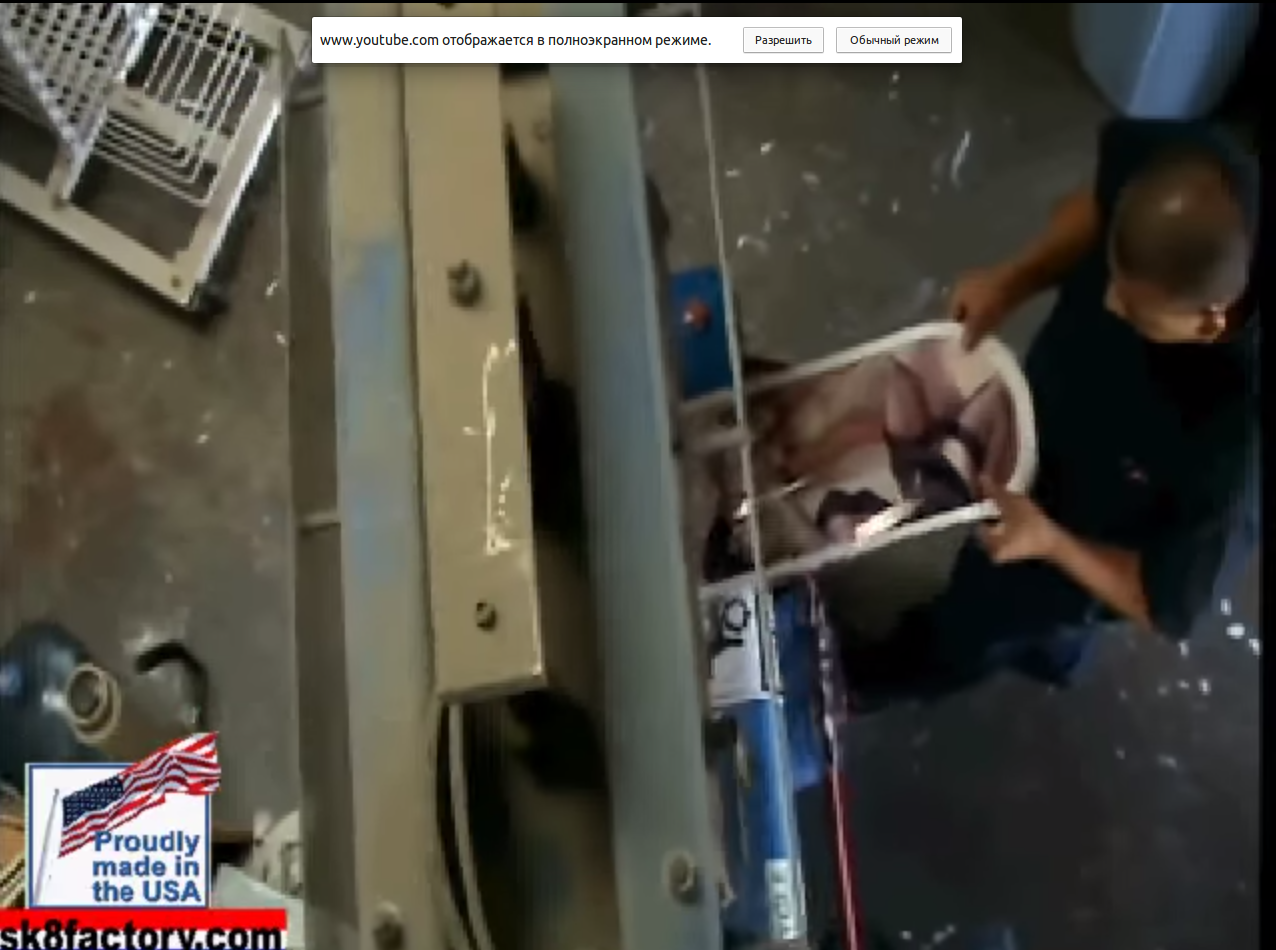 www.youtube.com отображается в полноэкранном режиме.
Разрешить
Обычный режим
Proudly
made in
the USA
sk8factory.com